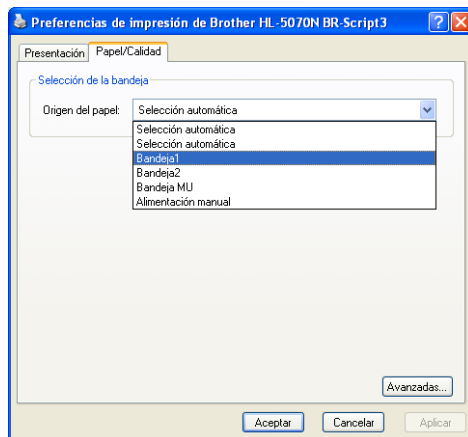 Preferencias de impresión de Brother HL-5070N BR-Script3
Presentación Papel/Calidad
Selección de la bandeja
Origen del papel: Selección automática
Selección automática
Selección automática
Bandeja1
Bandeja2
Bandeja MU
Alimentación manual
Avanzadas...
Aceptar Cancelar Aplicar